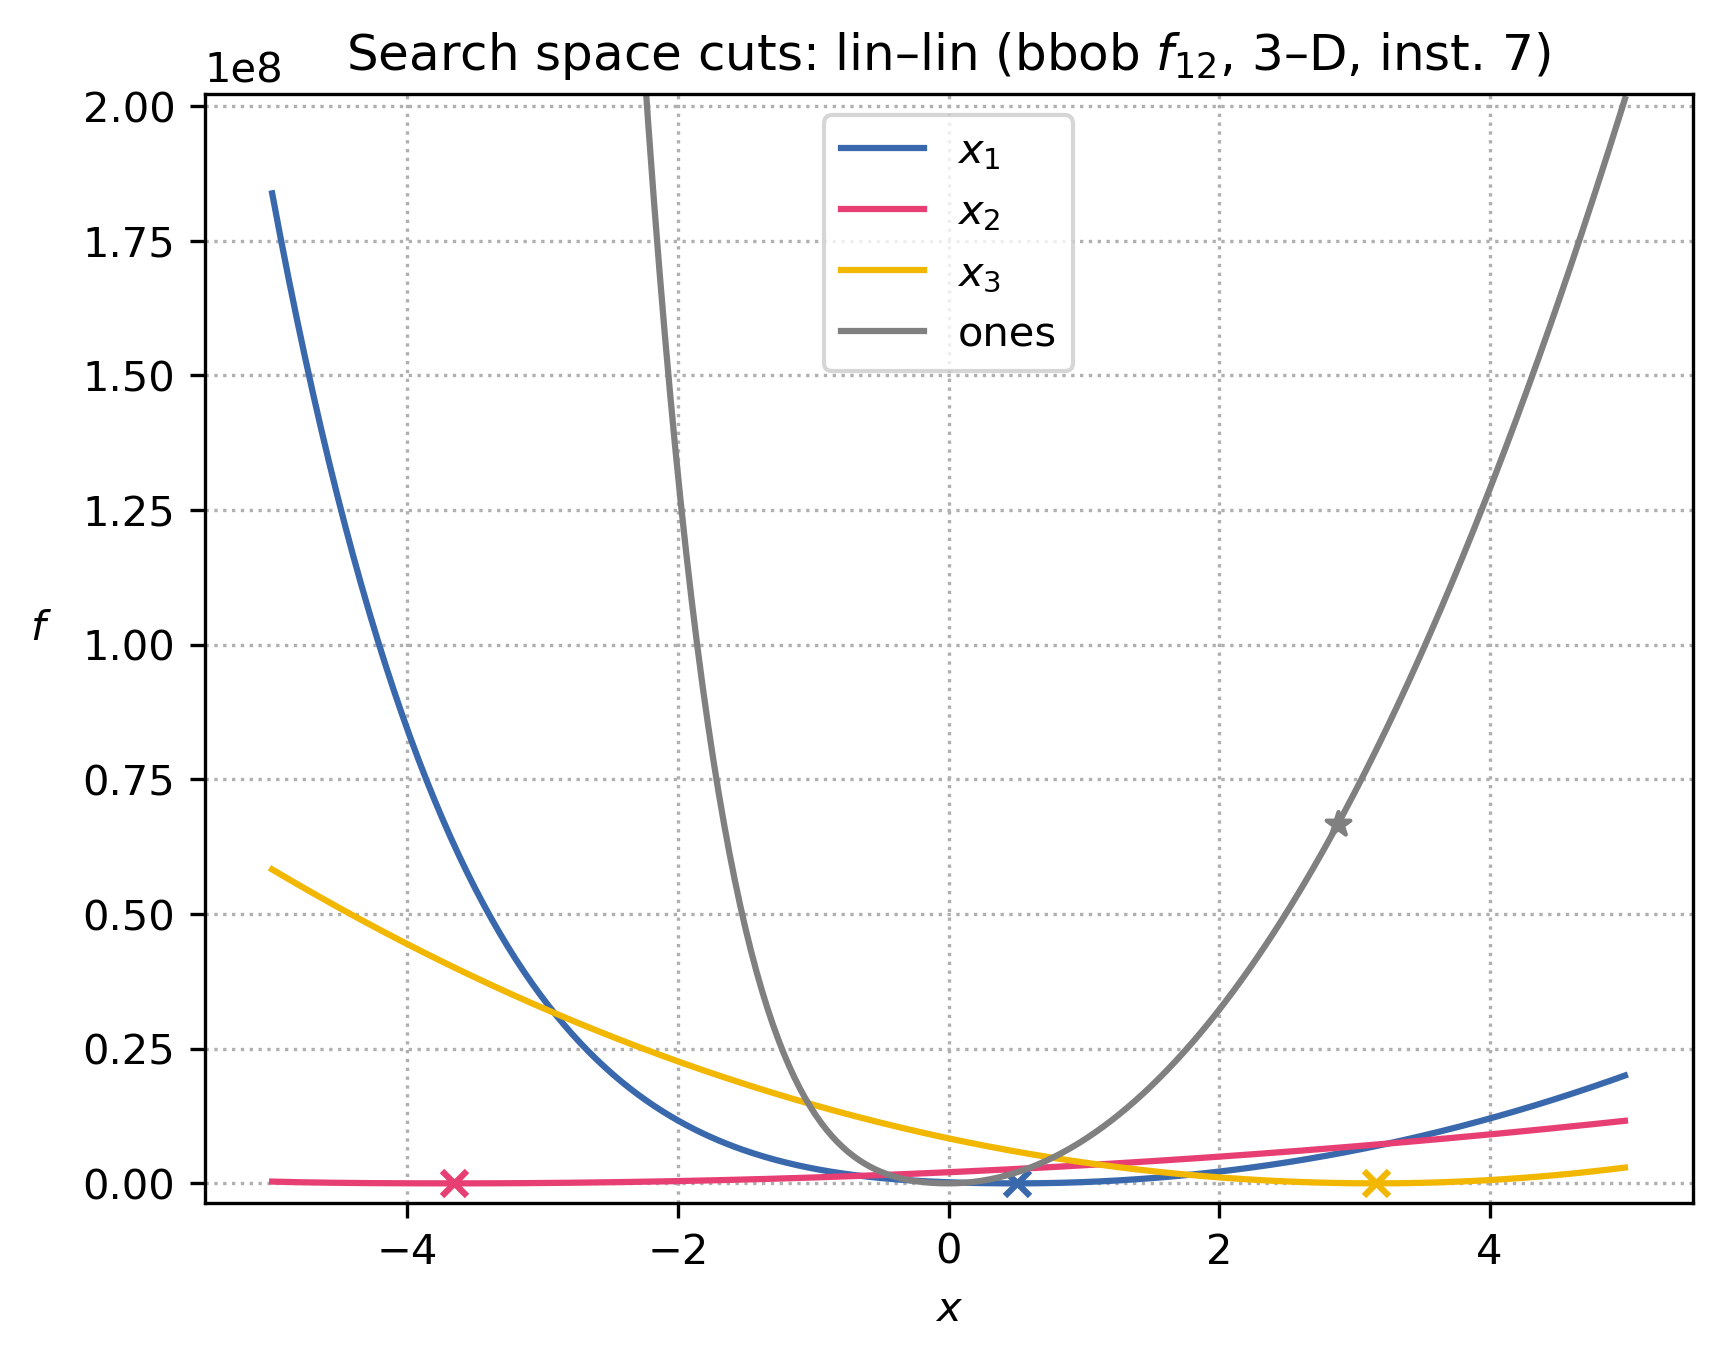 Search space cuts: lin–lin (bbob f₁₂, 3–D, inst. 7)
1e8
2.00
1.75
1.50
1.25
1.00
0.75
0.50
0.25
0.00
f
x₁
x₂
x₃
ones
−4 −2 0 2 4
x